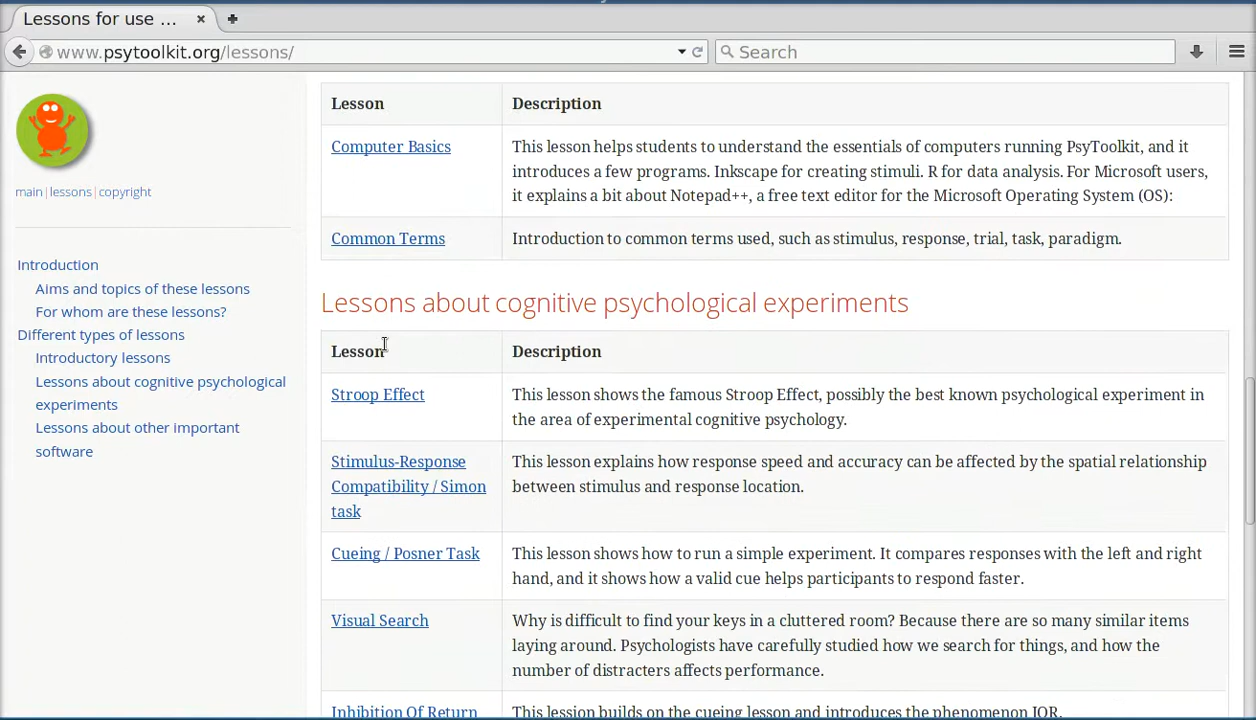 Lessons for use ...
www.psytoolkit.org/lessons/
Search
main|lessons|copyright
Introduction
Aims and topics of these lessons
For whom are these lessons?
Different types of lessons
Introductory lessons
Lessons about cognitive psychological
experiments
Lessons about other important
software
Lesson
Description
Computer Basics
This lesson helps students to understand the essentials of computers running PsyToolkit, and it
introduces a few programs. Inkscape for creating stimuli. R for data analysis. For Microsoft users,
it explains a bit about Notepad++, a free text editor for the Microsoft Operating System (OS):
Common Terms
Introduction to common terms used, such as stimulus, response, trial, task, paradigm.
Lessons about cognitive psychological experiments
Lesson
Description
Stroop Effect
This lesson shows the famous Stroop Effect, possibly the best known psychological experiment in
the area of experimental cognitive psychology.
Stimulus-Response
Compatibility / Simon
task
This lesson explains how response speed and accuracy can be affected by the spatial relationship
between stimulus and response location.
Cueing / Posner Task
This lesson shows how to run a simple experiment. It compares responses with the left and right
hand, and it shows how a valid cue helps participants to respond faster.
Visual Search
Why is difficult to find your keys in a cluttered room? Because there are so many similar items
laying around. Psychologists have carefully studied how we search for things, and how the
number of distracters affects performance.
Inhibition Of Return
This lession builds on the cueing lesson and introduces the phenomenon IOR.